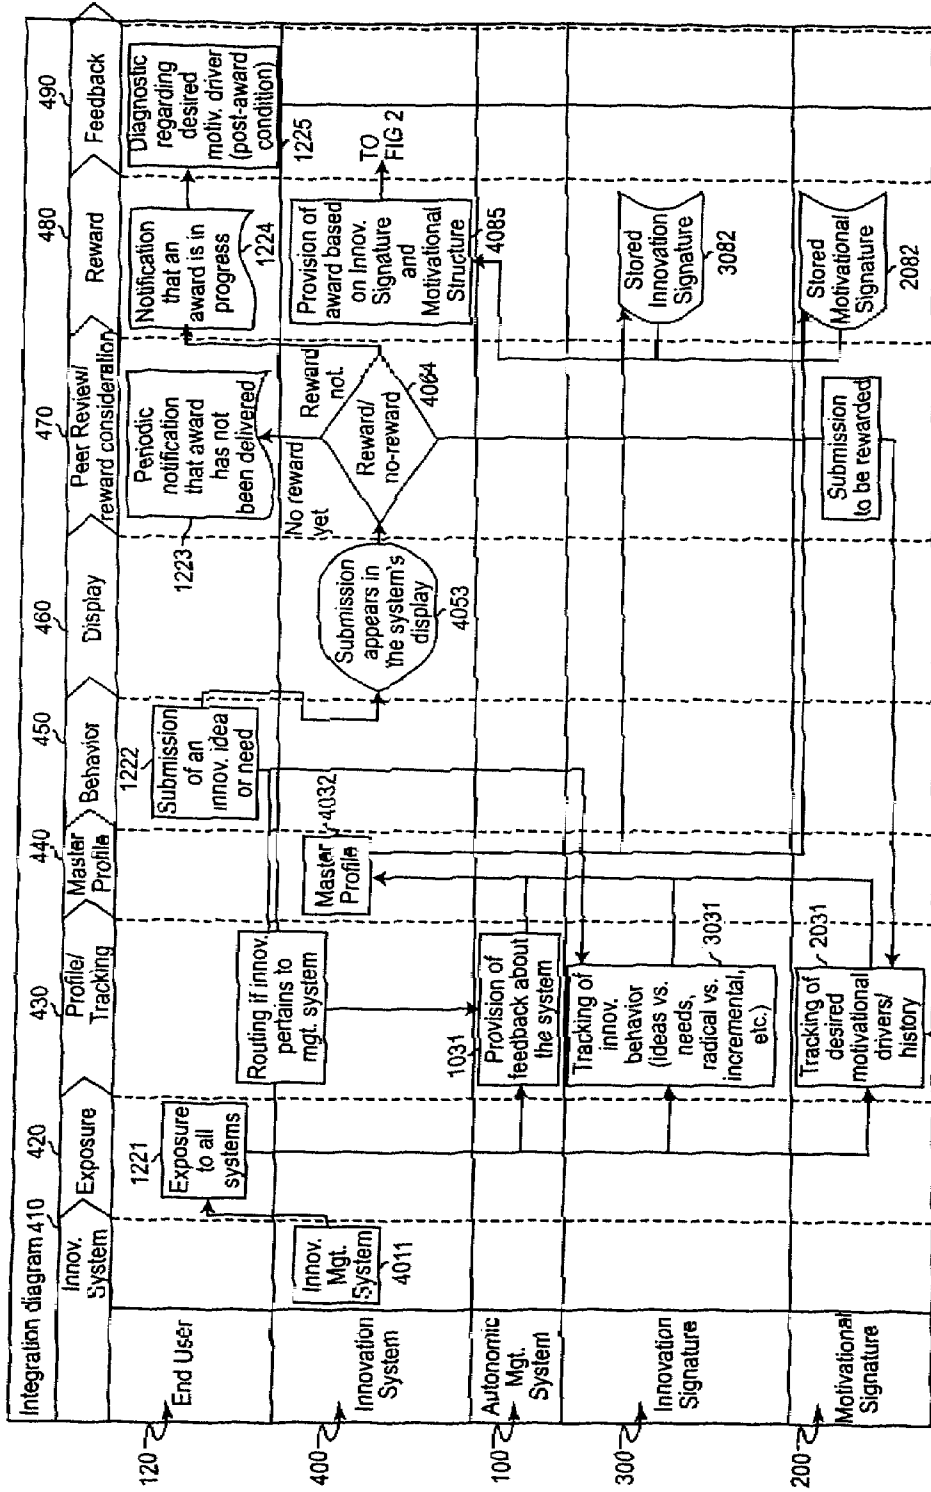 Integration diagram
410
420
430
440
450
460
470
480
490
Innov.
System
Exposure
Profile/
Tracking
Master
Profile
Behavior
Display
Peer Review/
reward consideration
Reward
Feedback
120
End User
1221
Exposure
to all
systems
1222
Submission
of an
innov. idea
or need
1223
Periodic
notification
that award
has not
been delivered
Notification
that an
award is in
progress
1224
Diagnostic
regarding
desired
motiv. driver
(post-award
condition)
1225
400
Innovation
System
Innov.
Mgt.
System
4011
Routing if innov.
pertains to
mgt. system
Master
Profile
4032
Submission
appears in
the system's
display
4053
No reward
yet
Reward
not.
Reward/
no-reward
4064
Provision of
award based
on Innov.
Signature
and
Motivational
Structure
4085
TO
FIG 2
100
Autonomic
Mgt.
System
1031
Provision of
feedback about
the system
300
Innovation
Signature
Tracking of
innov.
behavior
(ideas vs.
needs,
radical vs.
incremental,
etc.)
3031
Stored
Innovation
Signature
3082
200
Motivational
Signature
Tracking of
desired
motivational
drivers/
history
2031
Submission
to be rewarded
Stored
Motivational
Signature
2082